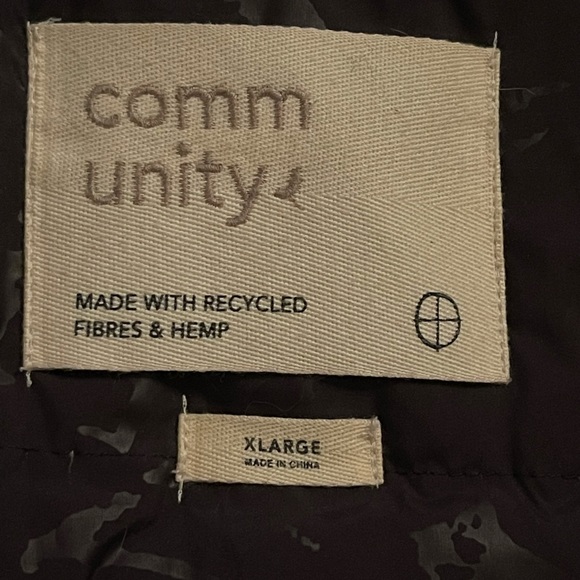 comm
unity
MADE WITH RECYCLED
FIBRES & HEMP
XLARGE
MADE IN CHINA